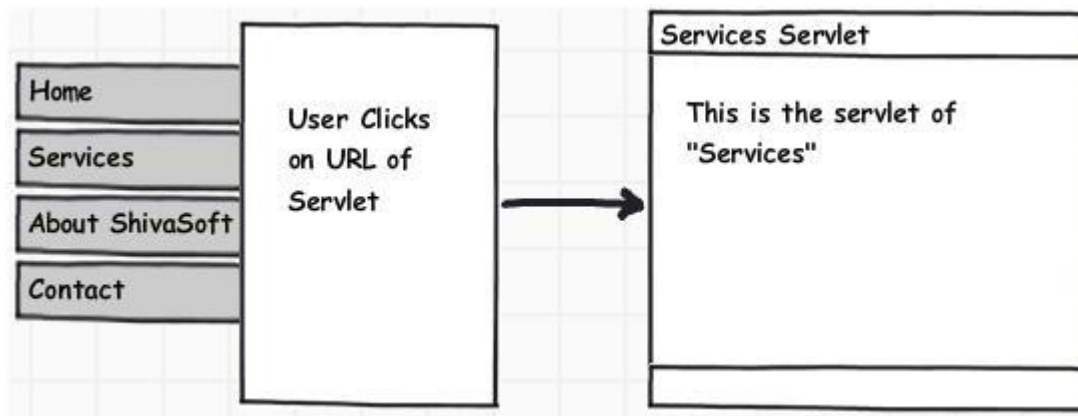 Home
Services
About ShivaSoft
Contact
User Clicks
on URL of
Servlet
Services Servlet
This is the servlet of
"Services"